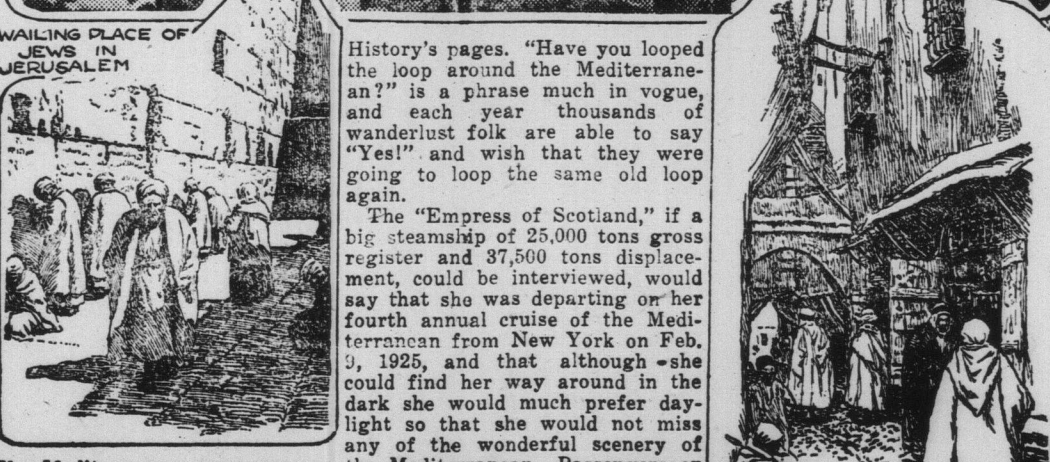 WAILING PLACE OF
JEWS IN
JERUSALEM
History's pages. "Have you looped
the loop around the Mediterrane-
an?" is a phrase much in vogue,
and each year thousands of
wanderlust folk are able to say
"Yes!" and wish that they were
going to loop the same old loop
again.
The "Empress of Scotland," if a
big steamship of 25,000 tons gross
register and 37,500 tons displace-
ment, could be interviewed, would
say that she was departing on her
fourth annual cruise of the Medi-
terranean from New York on Feb.
9, 1925, and that although she
could find her way around in the
dark she would much prefer day-
light so that she would not miss
any of the wonderful scenery of